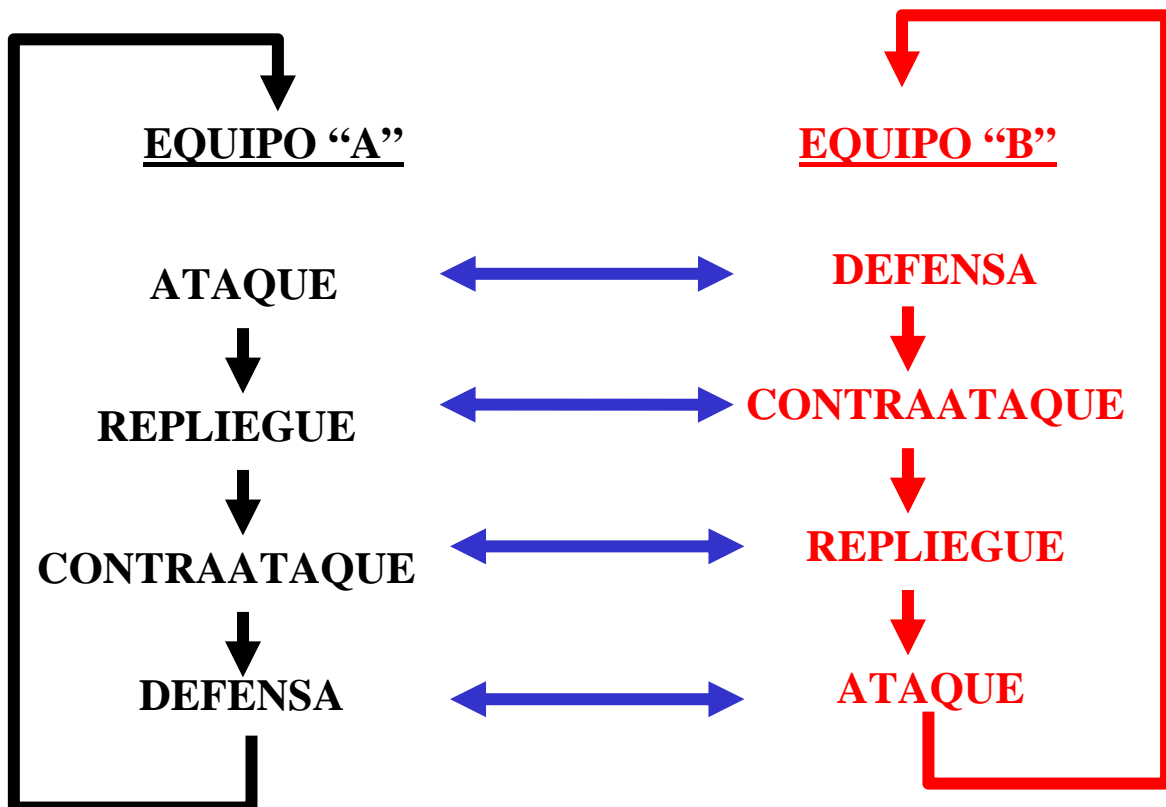 EQUIPO “A”
EQUIPO “B”
ATAQUE
DEFENSA
REPLIEGUE
CONTRAATAQUE
CONTRAATAQUE
REPLIEGUE
DEFENSA
ATAQUE